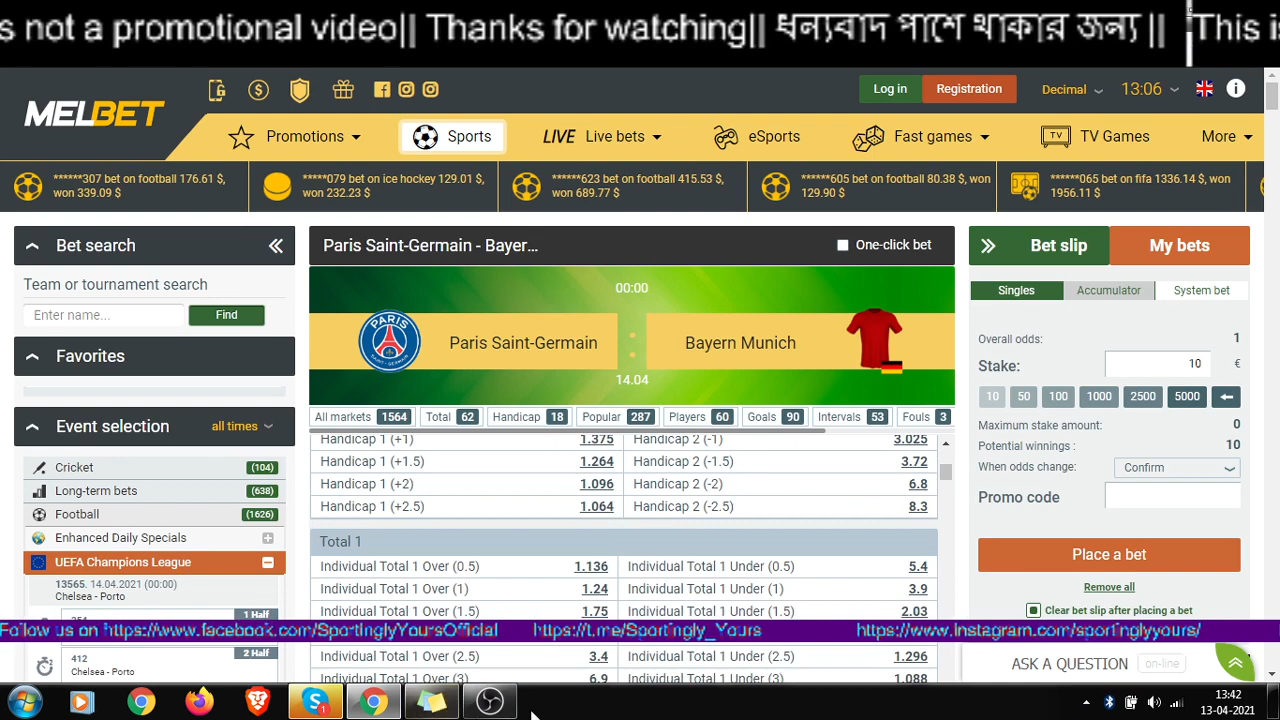 s not a promotional video|| Thanks for watching|| ধন্যবাদ পাশে থাকার জন্য || This is
MELBET
Log in
Registration
Decimal
13:06
Promotions
Sports
LIVE Live bets
eSports
Fast games
TV
TV Games
More
******307 bet on football 176.61 $,
won 339.09 $
******079 bet on ice hockey 129.01 $,
won 232.23 $
******623 bet on football 415.53 $,
won 689.77 $
******605 bet on football 80.38 $, won
129.90 $
******065 bet on fifa 1336.14 $, won
1956.11 $
Bet search
Team or tournament search
Enter name...
Find
Favorites
Event selection
all times
Cricket (104)
Long-term bets (638)
Football (1626)
Enhanced Daily Specials
UEFA Champions League
13565. 14.04.2021 (00:00)
Chelsea - Porto
1 Half
2 Half
412
Chelsea - Porto
Paris Saint-Germain - Bayer...
One-click bet
00:00
PARIS
Paris Saint-Germain : Bayern Munich
14.04
All markets 1564
Total 62
Handicap 18
Popular 287
Players 60
Goals 90
Intervals 53
Fouls 3
Handicap 1 (+1) 1.375 Handicap 2 (-1) 3.025
Handicap 1 (+1.5) 1.264 Handicap 2 (-1.5) 3.72
Handicap 1 (+2) 1.096 Handicap 2 (-2) 6.8
Handicap 1 (+2.5) 1.064 Handicap 2 (-2.5) 8.3
Total 1
Individual Total 1 Over (0.5) 1.136 Individual Total 1 Under (0.5) 5.4
Individual Total 1 Over (1) 1.24 Individual Total 1 Under (1) 3.9
Individual Total 1 Over (1.5) 1.75 Individual Total 1 Under (1.5) 2.03
Individual Total 1 Over (2.5) 3.4 Individual Total 1 Under (2.5) 1.296
Individual Total 1 Over (3) 6.9 Individual Total 1 Under (3) 1.088
Bet slip
My bets
Singles
Accumulator
System bet
Overall odds: 1
Stake: 10 €
10 50 100 1000 2500 5000
Maximum stake amount: 0
Potential winnings : 10
When odds change: Confirm
Promo code
Place a bet
Remove all
Clear bet slip after placing a bet
Follow us on https://www.facebook.com/SportinglyYoursOfficial https://t.me/Sportingly_Yours https://www.instagram.com/sportinglyyours/
ASK A QUESTION on-line
13:42
13-04-2021